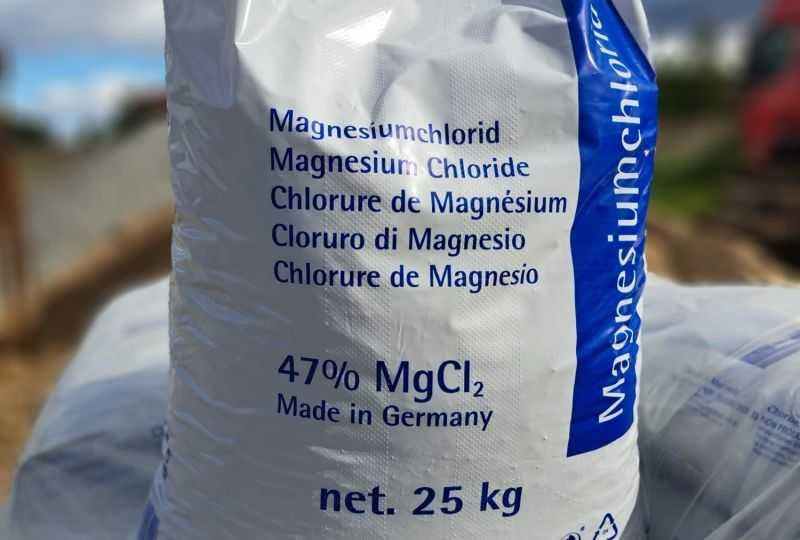 Magnesiumchlorid
Magnesium Chloride
Chlorure de Magnésium
Cloruro di Magnesio
Chlorure de Magnesio
47% MgCl₂
Made in Germany
net. 25 kg
Magnesiumchlorid